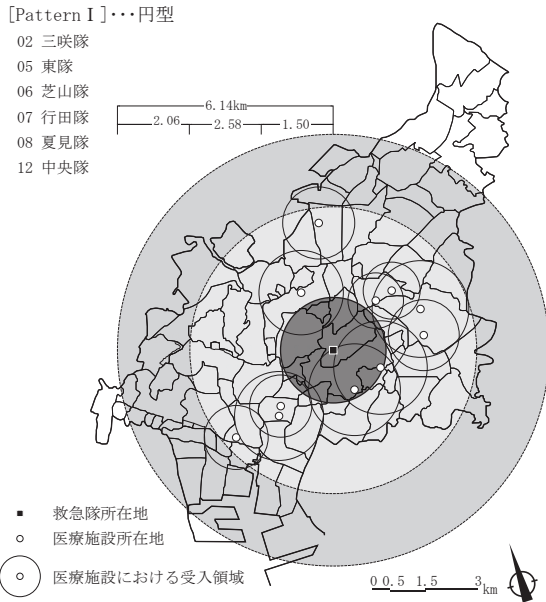 [PatternⅠ]･･･円型
02 三咲隊
05 東隊
06 芝山隊
07 行田隊
08 夏見隊
12 中央隊
6.14km
2.06 2.58 1.50
救急隊所在地
医療施設所在地
医療施設における受入領域
0 0.5 1.5 3 km